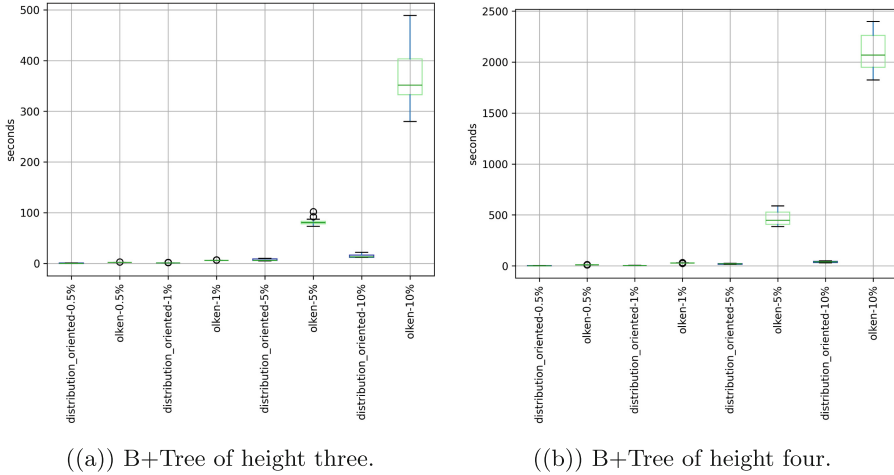 500
400
300
200
100
0
seconds
distribution_oriented-0.5%
olken-0.5%
distribution_oriented-1%
olken-1%
distribution_oriented-5%
olken-5%
distribution_oriented-10%
olken-10%
((a)) B+Tree of height three.
2500
2000
1500
1000
500
0
seconds
distribution_oriented-0.5%
olken-0.5%
distribution_oriented-1%
olken-1%
distribution_oriented-5%
olken-5%
distribution_oriented-10%
olken-10%
((b)) B+Tree of height four.